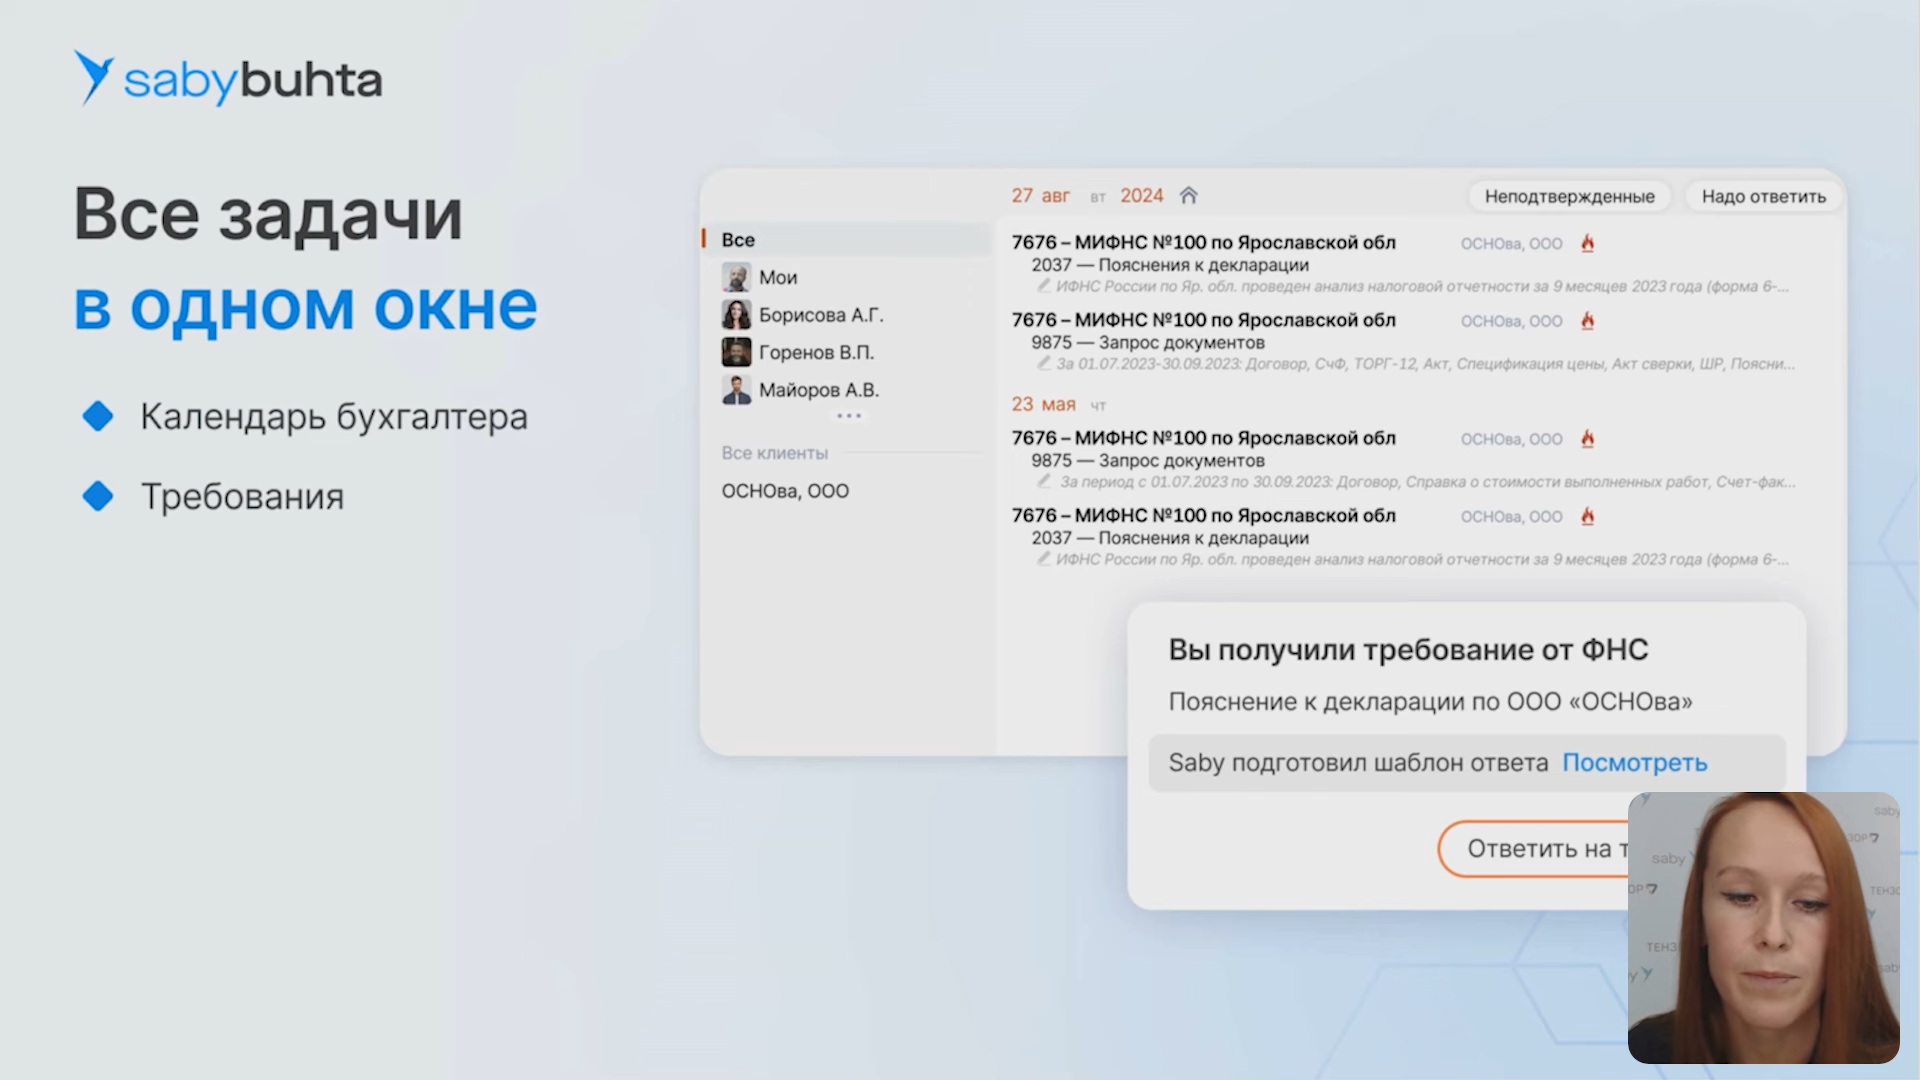 sabybuhta
Все задачи
в одном окне
Календарь бухгалтера
Требования
Все
Мои
Борисова А.Г.
Горенов В.П.
Майоров А.В.
Все клиенты
ОСНОва, ООО
27 авг вт 2024
Неподтвержденные
Надо ответить
7676 – МИФНС №100 по Ярославской обл ОСНОва, ООО
2037 — Пояснения к декларации
ИФНС России по Яр. обл. проведен анализ налоговой отчетности за 9 месяцев 2023 года (форма 6-...
7676 – МИФНС №100 по Ярославской обл ОСНОва, ООО
9875 — Запрос документов
За 01.07.2023-30.09.2023: Договор, СчФ, ТОРГ-12, Акт, Спецификация цены, Акт сверки, ШР, Поясни...
23 мая чт
7676 – МИФНС №100 по Ярославской обл ОСНОва, ООО
9875 — Запрос документов
За период с 01.07.2023 по 30.09.2023: Договор, Справка о стоимости выполненных работ, Счет-фак...
7676 – МИФНС №100 по Ярославской обл ОСНОва, ООО
2037 — Пояснения к декларации
ИФНС России по Яр. обл. проведен анализ налоговой отчетности за 9 месяцев 2023 года (форма 6-...
Вы получили требование от ФНС
Пояснение к декларации по ООО «ОСНОва»
Saby подготовил шаблон ответа Посмотреть
Ответить на т
saby
saby